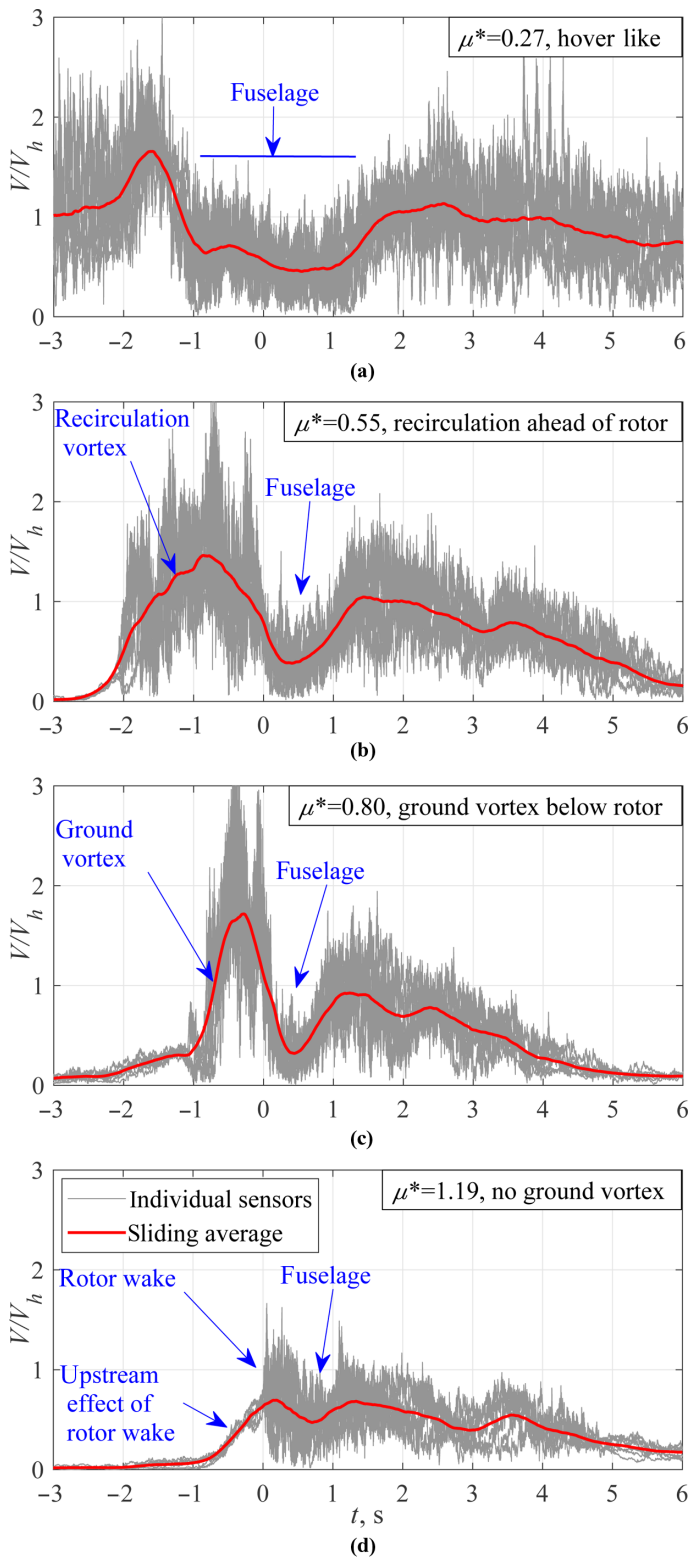 3
μ*=0.27, hover like
Fuselage
2
V/V_h
1
0
−3 −2 −1 0 1 2 3 4 5 6
(a)
3
Recirculation
vortex
μ*=0.55, recirculation ahead of rotor
Fuselage
2
V/V_h
1
0
−3 −2 −1 0 1 2 3 4 5 6
(b)
3
μ*=0.80, ground vortex below rotor
Ground
vortex
Fuselage
2
V/V_h
1
0
−3 −2 −1 0 1 2 3 4 5 6
(c)
3
Individual sensors
Sliding average
μ*=1.19, no ground vortex
2
Rotor wake
Fuselage
V/V_h
1
Upstream
effect of
rotor wake
0
−3 −2 −1 0 1 2 3 4 5 6
t, s
(d)